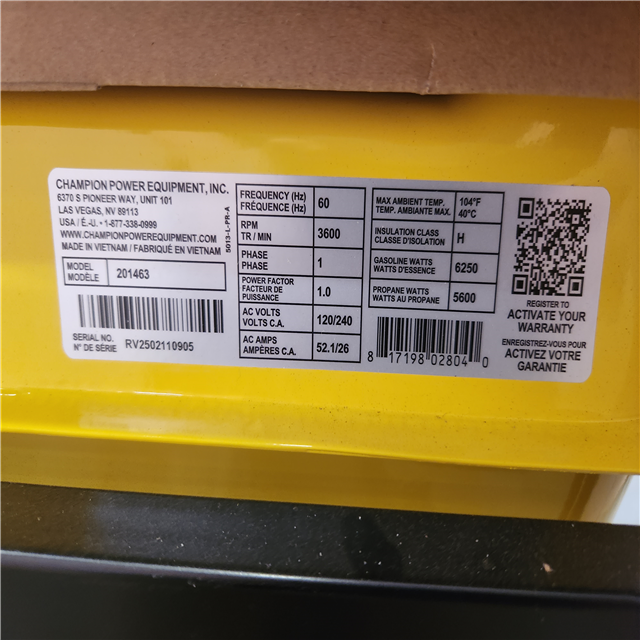 CHAMPION POWER EQUIPMENT, INC.
6370 S PIONEER WAY, UNIT 101
LAS VEGAS, NV 89113
USA / É.-U. • 1-877-338-0999
WWW.CHAMPIONPOWEREQUIPMENT.COM
MADE IN VIETNAM / FABRIQUÉ EN VIETNAM
5013-L-PR-A
MODEL
MODÈLE
201463
SERIAL NO.
N° DE SÉRIE
RV2502110905
FREQUENCY (Hz)
FRÉQUENCE (Hz)
60
RPM
TR / MIN
3600
PHASE
PHASE
1
POWER FACTOR
FACTEUR DE
PUISSANCE
1.0
AC VOLTS
VOLTS C.A.
120/240
AC AMPS
AMPÈRES C.A.
52.1/26
MAX AMBIENT TEMP.
TEMP. AMBIANTE MAX.
104°F
40°C
INSULATION CLASS
CLASSE D'ISOLATION
H
GASOLINE WATTS
WATTS D'ESSENCE
6250
PROPANE WATTS
WATTS AU PROPANE
5600
8 17198 02804 0
REGISTER TO
ACTIVATE YOUR
WARRANTY
ENREGISTREZ-VOUS POUR
ACTIVEZ VOTRE
GARANTIE